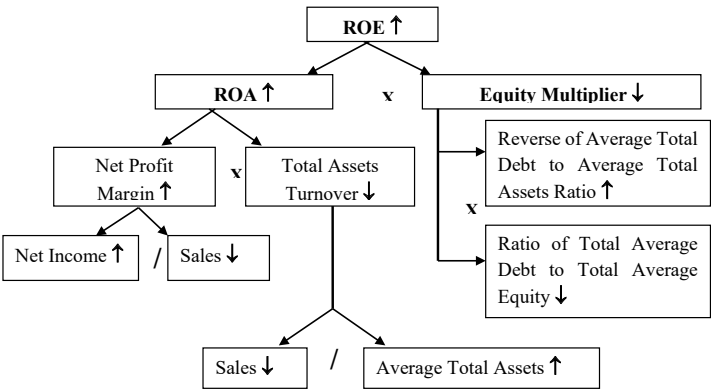 ROE ↑
ROA ↑ x Equity Multiplier ↓
Reverse of Average Total
Debt to Average Total
Assets Ratio ↑
Net Profit
Margin ↑
x
Total Assets
Turnover ↓
x
Net Income ↑ / Sales ↓
Ratio of Total Average
Debt to Total Average
Equity ↓
Sales ↓ / Average Total Assets ↑